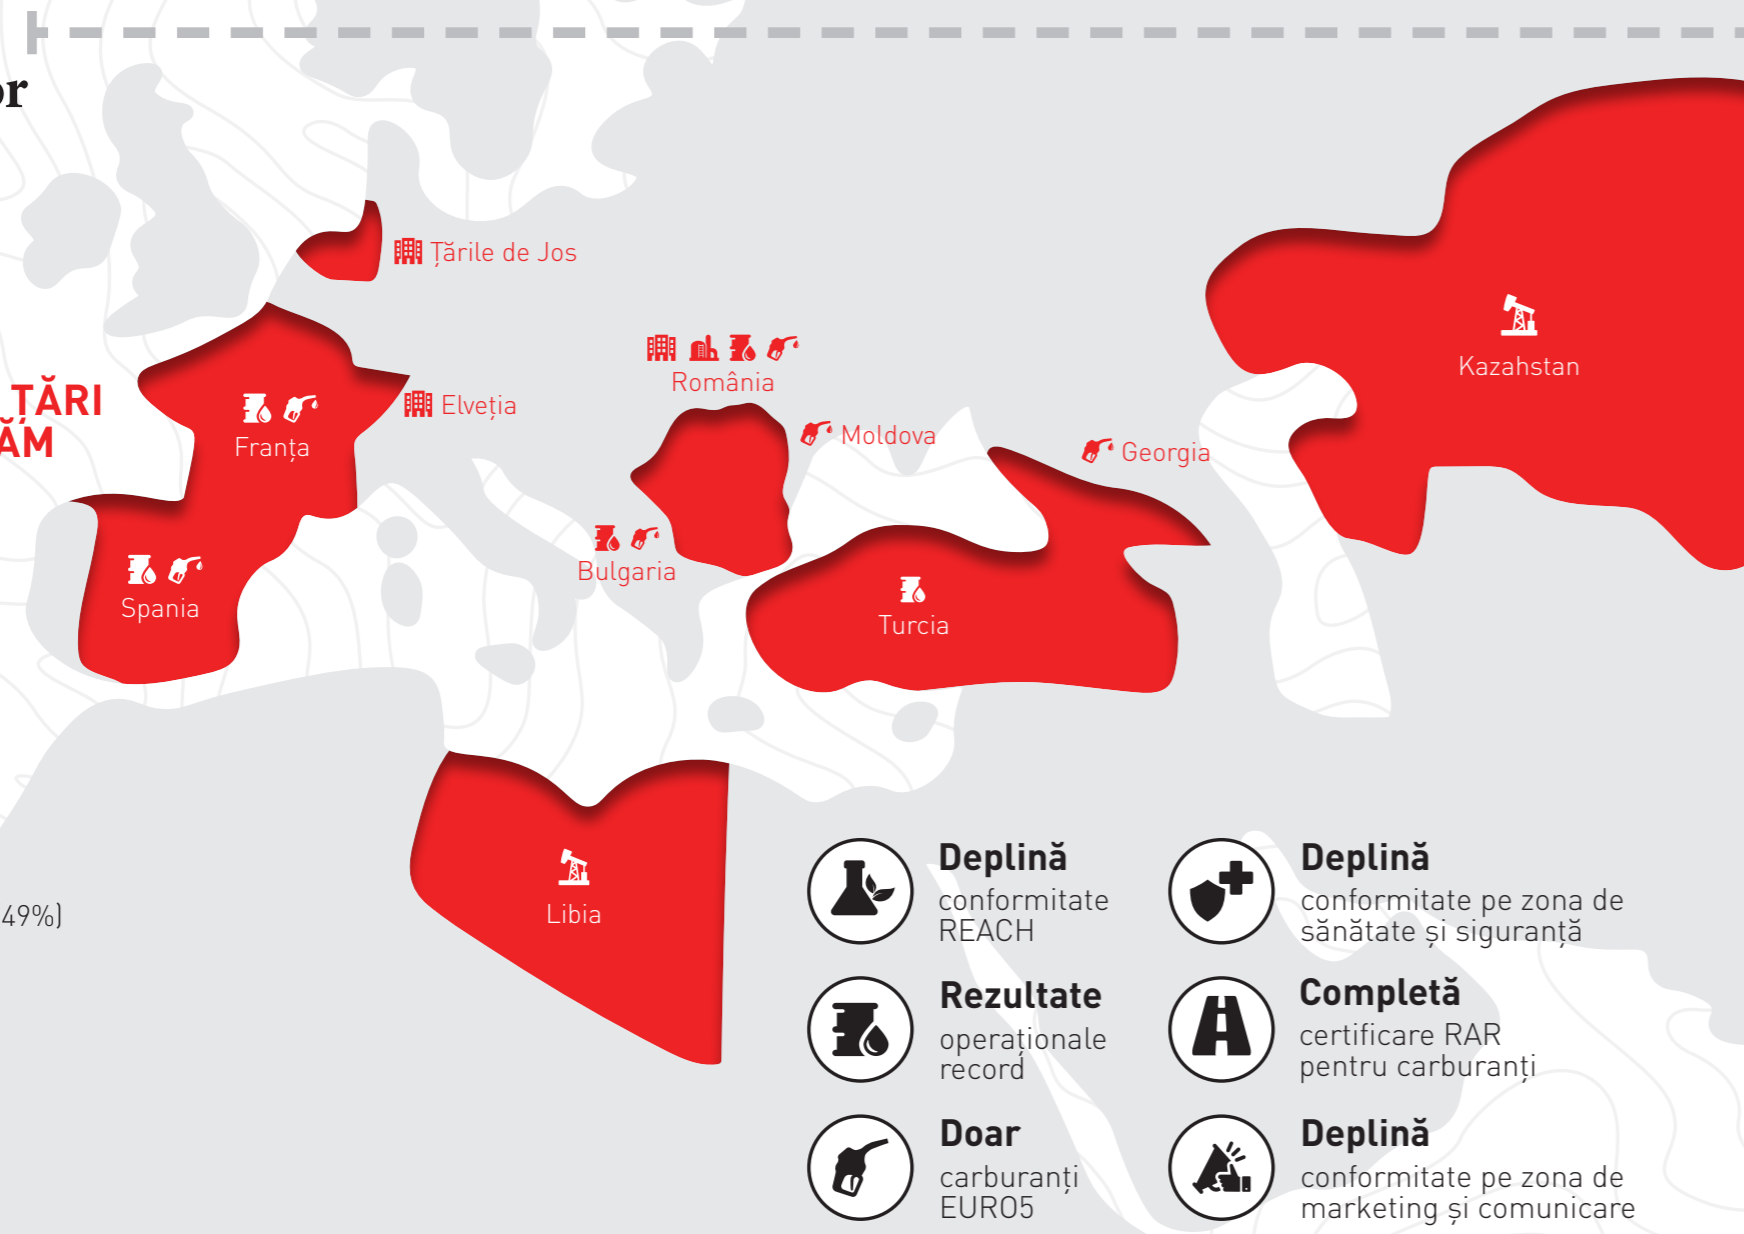 or
Țările de Jos
România
Kazahstan
ȚĂRI
ĂM
Elveția
Franța
Moldova
Georgia
Bulgaria
Spania
Turcia
Libia
49%)
Deplină
conformitate
REACH
Deplină
conformitate pe zona de
sănătate și siguranță
Rezultate
operaționale
record
Completă
certificare RAR
pentru carburanți
Doar
carburanți
EURO5
Deplină
conformitate pe zona de
marketing și comunicare